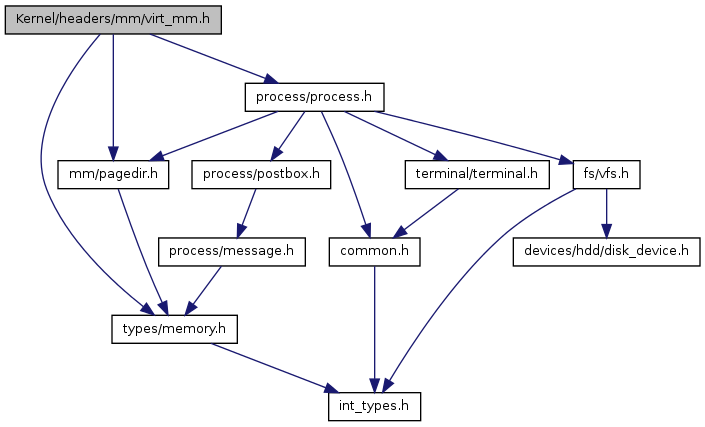 Kernel/headers/mm/virt_mm.h
process/process.h
mm/pagedir.h
process/postbox.h
terminal/terminal.h
fs/vfs.h
process/message.h
common.h
devices/hdd/disk_device.h
types/memory.h
int_types.h